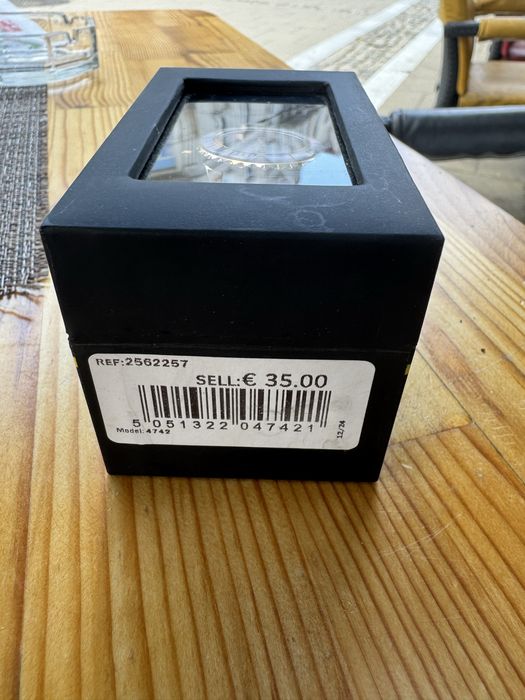 REF:2562257
SELL:€ 35.00
5 051322 047421
Model: 4742
12/24